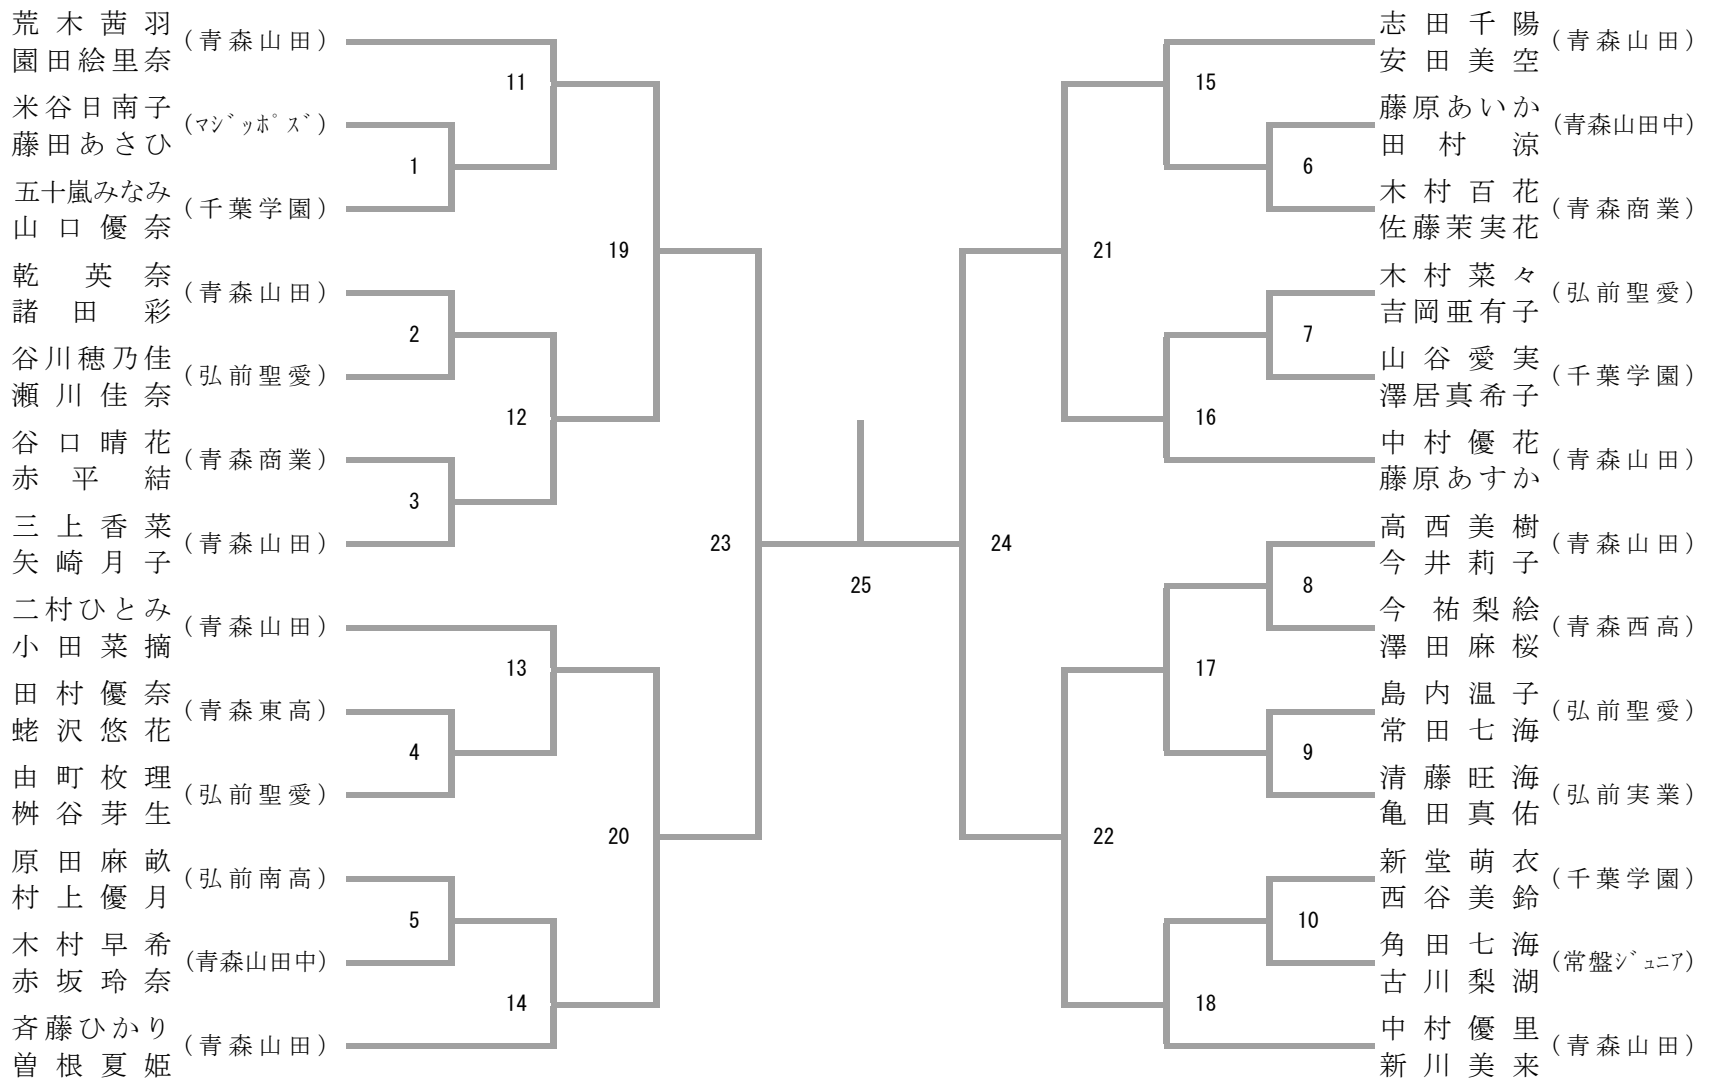 荒木茜羽
園田絵里奈
(青森山田)
米谷日南子
藤田あさひ
(マジッポズ)
五十嵐みなみ
山口優奈
(千葉学園)
乾英奈
諸田彩
(青森山田)
谷川穂乃佳
瀬川佳奈
(弘前聖愛)
谷口晴花
赤平結
(青森商業)
三上香菜
矢崎月子
(青森山田)
二村ひとみ
小田菜摘
(青森山田)
田村優奈
蛯沢悠花
(青森東高)
由町枚理
桝谷芽生
(弘前聖愛)
原田麻畝
村上優月
(弘前南高)
木村早希
赤坂玲奈
(青森山田中)
斉藤ひかり
曽根夏姫
(青森山田)
1
2
3
4
5
11
12
13
14
19
20
23
25
24
21
22
15
16
17
18
6
7
8
9
10
志田千陽
安田美空
(青森山田)
藤原あいか
田村涼
(青森山田中)
木村百花
佐藤茉実花
(青森商業)
木村菜々
吉岡亜有子
(弘前聖愛)
山谷愛実
澤居真希子
(千葉学園)
中村優花
藤原あすか
(青森山田)
高西美樹
今井莉子
(青森山田)
今祐梨絵
澤田麻桜
(青森西高)
島内温子
常田七海
(弘前聖愛)
清藤旺海
亀田真佑
(弘前実業)
新堂萌衣
西谷美鈴
(千葉学園)
角田七海
古川梨湖
(常盤ジュニア)
中村優里
新川美来
(青森山田)